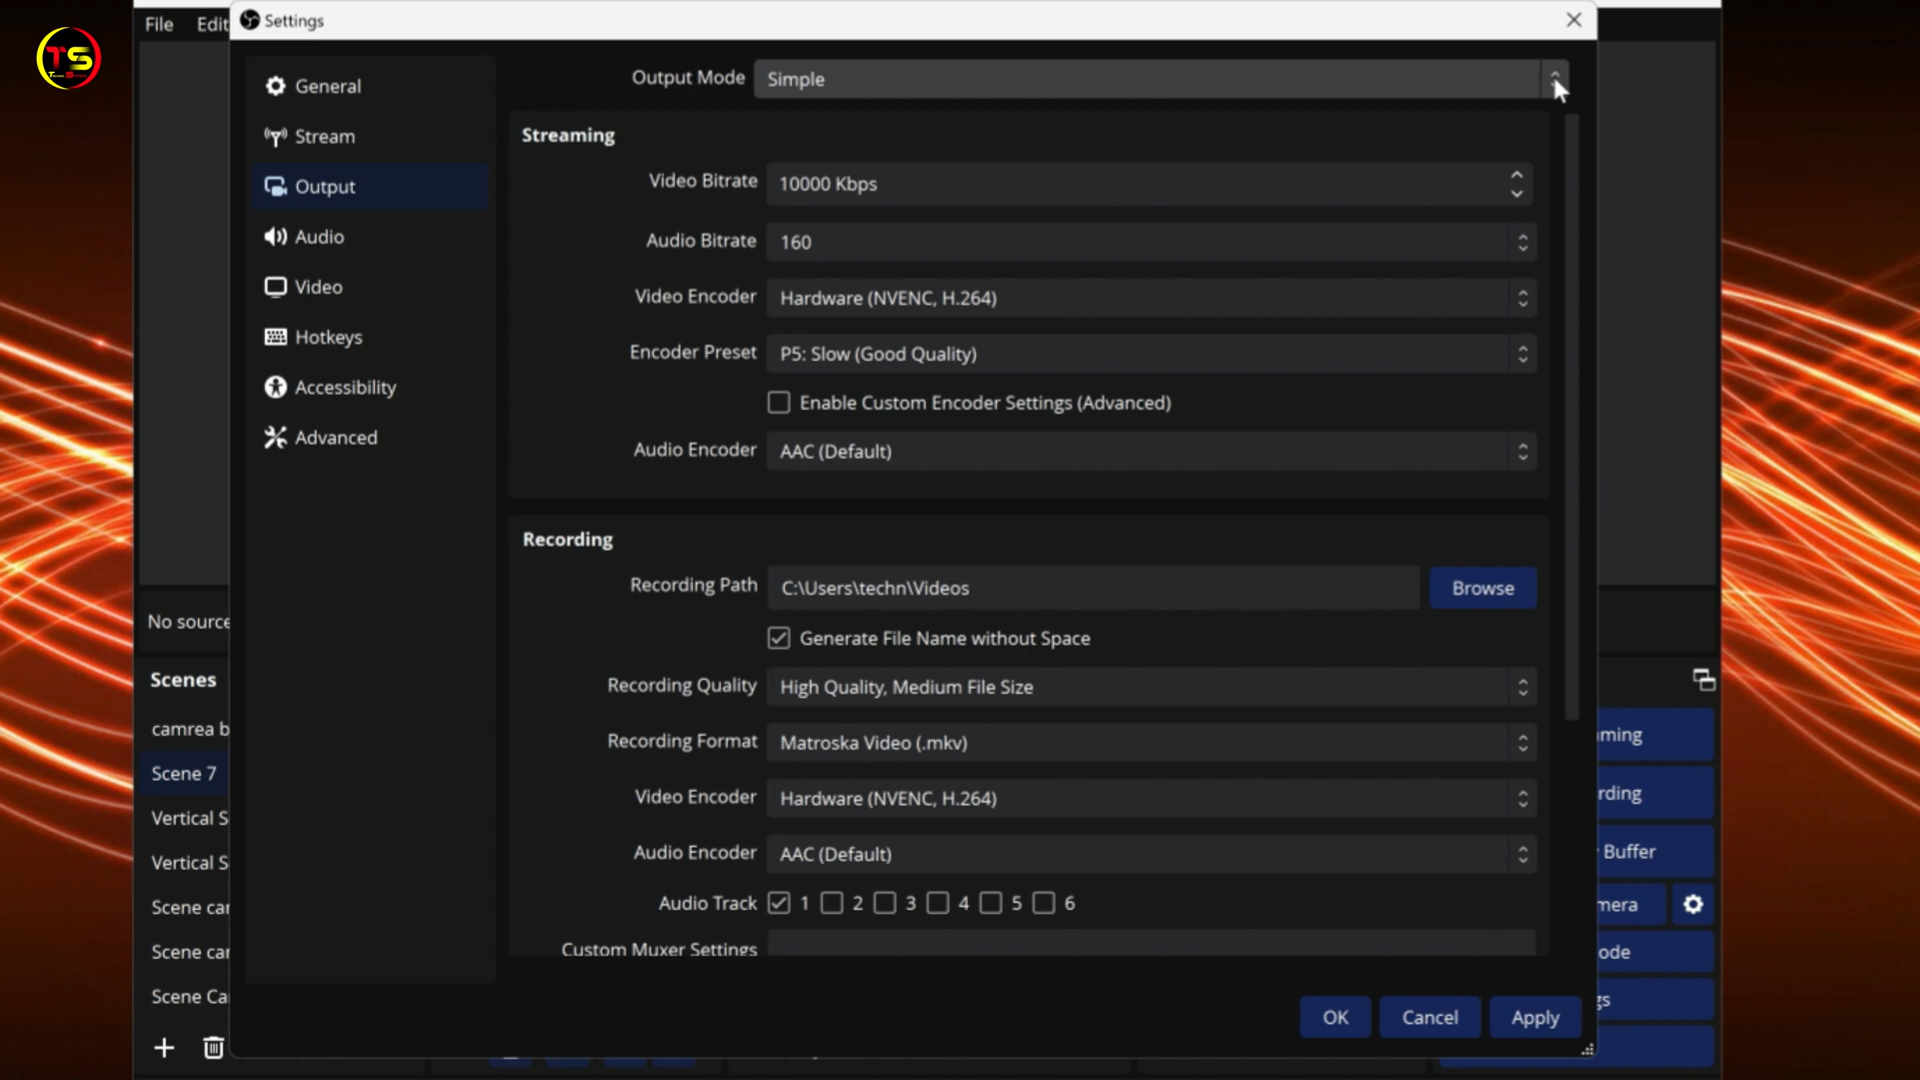 TS
File Edit
Settings
General
Stream
Output
Audio
Video
Hotkeys
Accessibility
Advanced
Output Mode Simple
Streaming
Video Bitrate 10000 Kbps
Audio Bitrate 160
Video Encoder Hardware (NVENC, H.264)
Encoder Preset P5: Slow (Good Quality)
Enable Custom Encoder Settings (Advanced)
Audio Encoder AAC (Default)
Recording
Recording Path C:\Users\techn\Videos Browse
Generate File Name without Space
Recording Quality High Quality, Medium File Size
Recording Format Matroska Video (.mkv)
Video Encoder Hardware (NVENC, H.264)
Audio Encoder AAC (Default)
Audio Track 1 2 3 4 5 6
Custom Muxer Settings
OK Cancel Apply
No source
Scenes
camrea b
Scene 7
Vertical S
Vertical S
Scene car
Scene car
Scene Ca
ming
rding
Buffer
mera
ode
gs